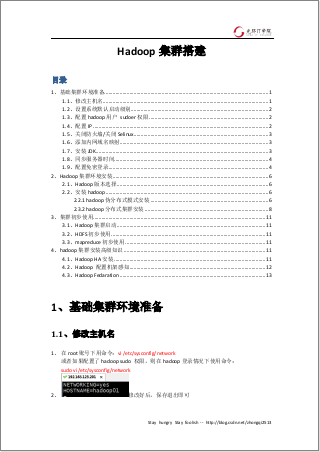 Hadoop 集群搭建
目录
1、基础集群环境准备 1
1.1、修改主机名 1
1.2、设置系统默认启动级别 2
1.3、配置 hadoop 用户 sudoer 权限 2
1.4、配置 IP 2
1.5、关闭防火墙/关闭 Selinux 3
1.6、添加内网域名映射 3
1.7、安装 JDK 3
1.8、同步服务器时间 4
1.9、配置免密登录 4
2、Hadoop 集群环境安装 6
2.1、Hadoop 版本选择 6
2.2、安装 hadoop 6
2.2.1 hadoop 伪分布式模式安装 6
2.3.2 hadoop 分布式集群安装 8
3、集群初步使用 11
3.1、Hadoop 集群启动 11
3.2、HDFS 初步使用 11
3.3、mapreduce 初步使用 11
4、hadoop 集群安装高级知识 11
4.1、Hadoop HA 安装 11
4.2、Hadoop 配置机架感知 12
4.3、Hadoop Fedaration 13
1、基础集群环境准备
1.1、修改主机名
1、在 root 账号下用命令：vi /etc/sysconfig/network
或者如果配置了 hadoop sudo 权限，则在 hadoop 登录情况下使用命令：
sudo vi /etc/sysconfig/network
192.168.123.201
NETWORKING=yes
HOSTNAME=hadoop01
2、修改好后，保存退出即可
Stay hungry Stay foolish -- http://blog.csdn.net/zhongqi2513